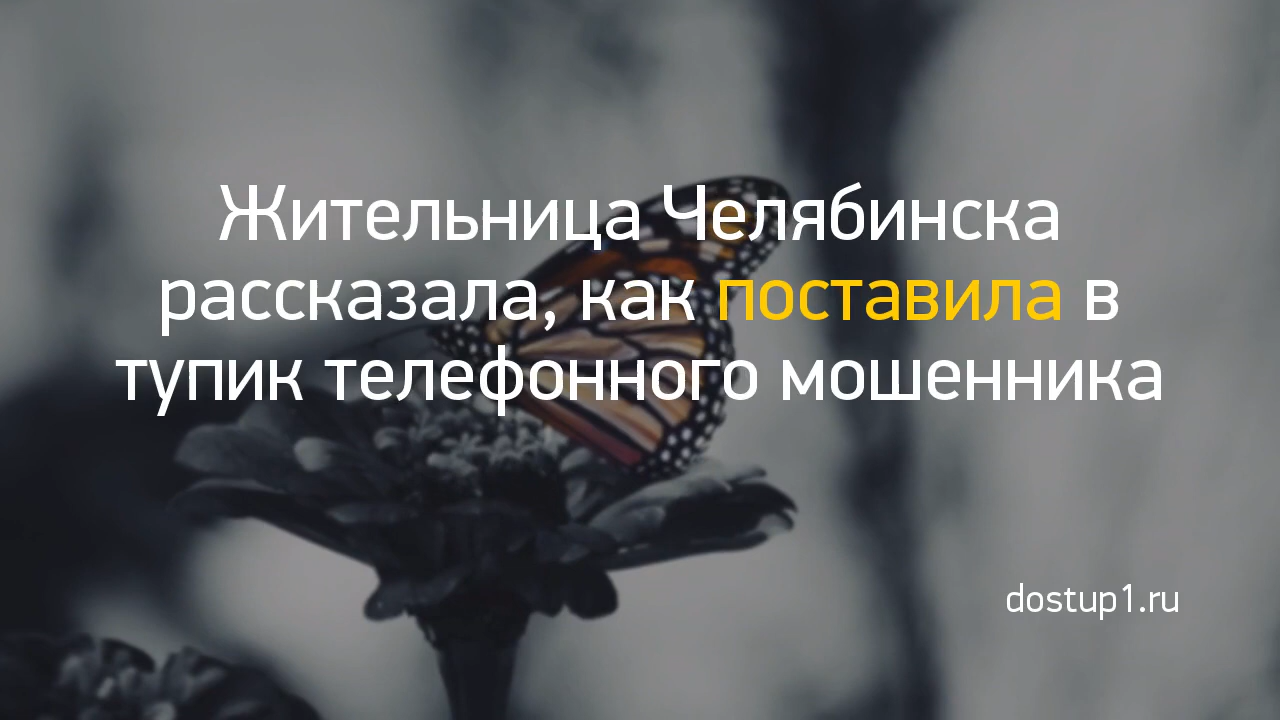 Жительница Челябинска
рассказала, как поставила в
тупик телефонного мошенника
dostup1.ru